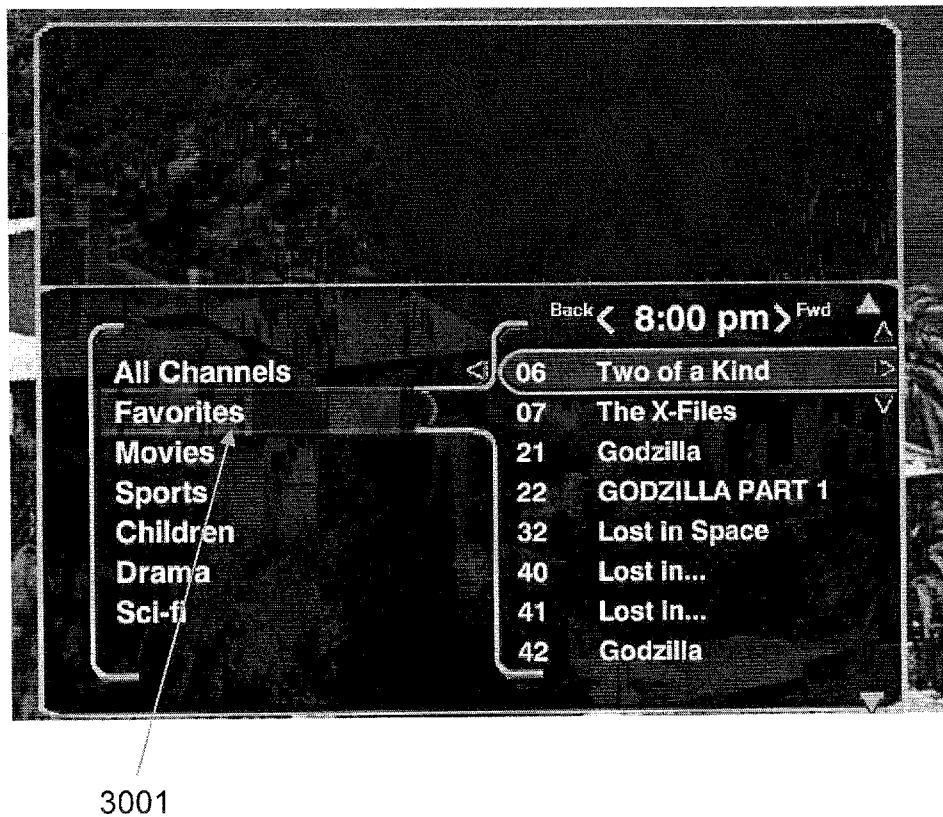 Back < 8:00 pm > Fwd
All Channels
Favorites
Movies
Sports
Children
Drama
Sci-fi
06 Two of a Kind
07 The X-Files
21 Godzilla
22 GODZILLA PART 1
32 Lost in Space
40 Lost in...
41 Lost in...
42 Godzilla
3001